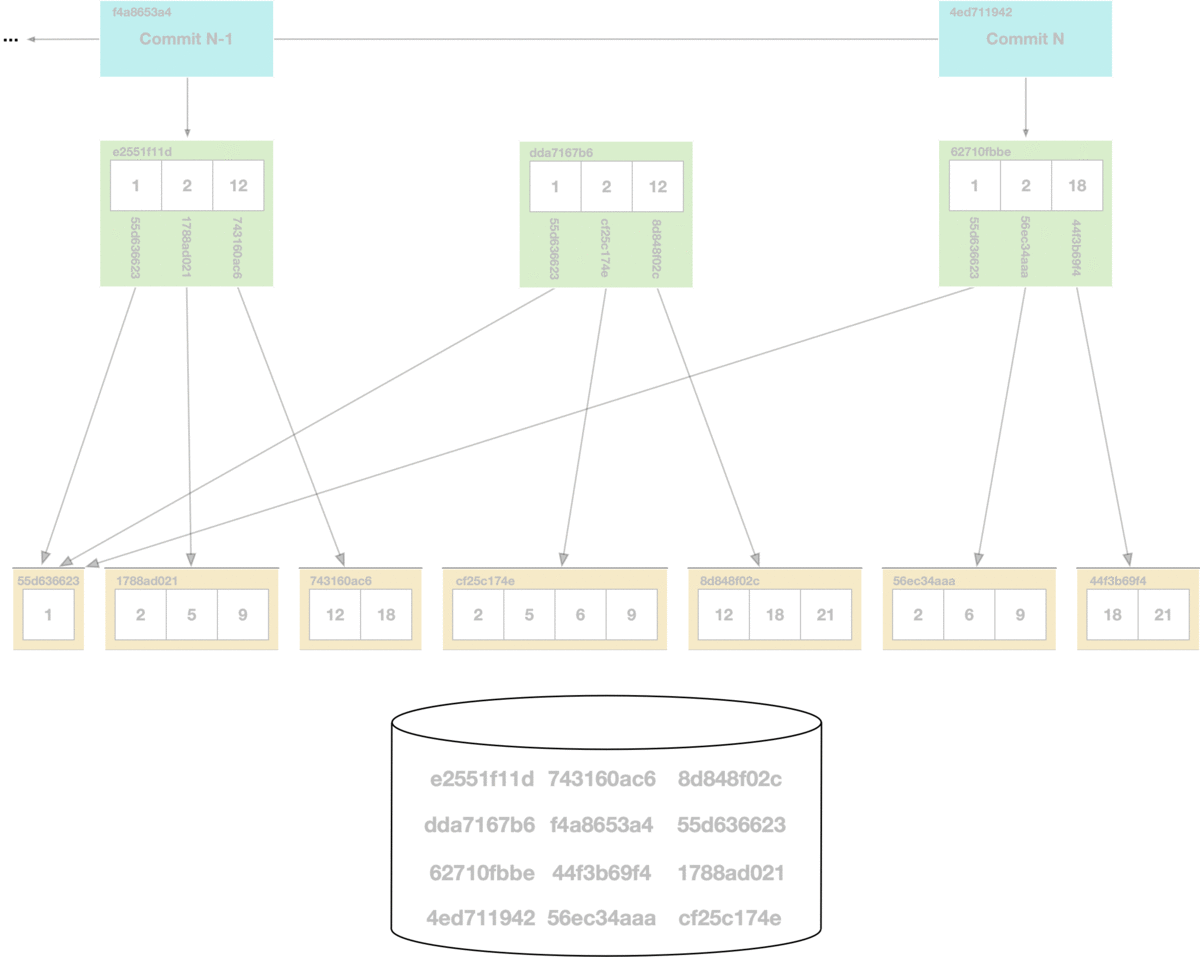 f4a8653a4 4ed711942
... Commit N-1 Commit N
e2551f11d dda7167b6 62710fbbe
1 2 12 1 2 12 1 2 18
55d636623 1788ad021 743160ac6 55d636623 cf25c174e 8d848f02c 55d636623 56ec34aaa 44f3b69f4
55d636623 1788ad021 743160ac6 cf25c174e 8d848f02c 56ec34aaa 44f3b69f4
1 2 5 9 12 18 2 5 6 9 12 18 21 2 6 9 18 21
e2551f11d 743160ac6 8d848f02c
dda7167b6 f4a8653a4 55d636623
62710fbbe 44f3b69f4 1788ad021
4ed711942 56ec34aaa cf25c174e